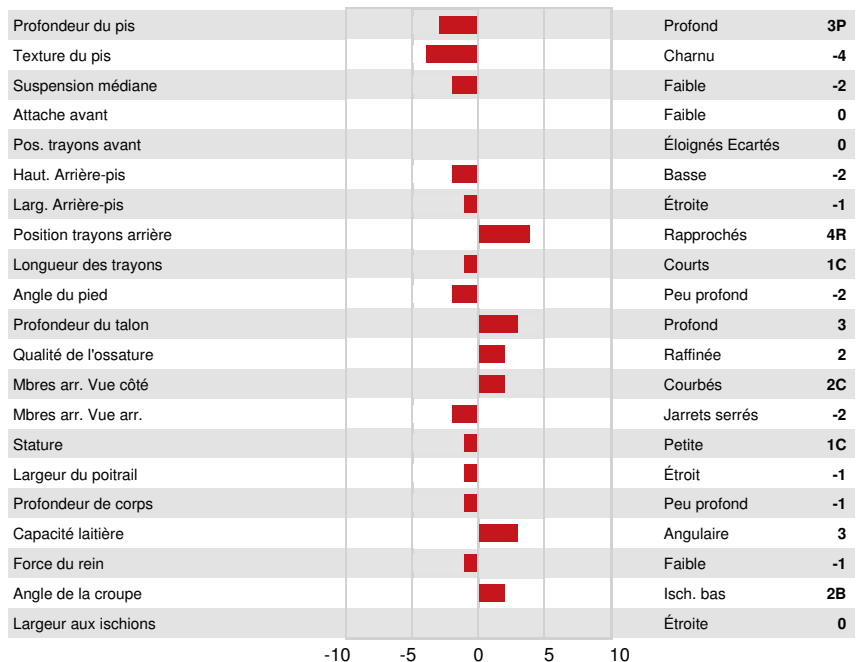 Profondeur du pis Profond 3P
Texture du pis Charnu -4
Suspension médiane Faible -2
Attache avant Faible 0
Pos. trayons avant Éloignés Ecartés 0
Haut. Arrière-pis Basse -2
Larg. Arrière-pis Étroite -1
Position trayons arrière Rapprochés 4R
Longueur des trayons Courts 1C
Angle du pied Peu profond -2
Profondeur du talon Profond 3
Qualité de l'ossature Raffinée 2
Mbres arr. Vue côté Courbés 2C
Mbres arr. Vue arr. Jarrets serrés -2
Stature Petite 1C
Largeur du poitrail Étroit -1
Profondeur de corps Peu profond -1
Capacité laitière Angulaire 3
Force du rein Faible -1
Angle de la croupe Isch. bas 2B
Largeur aux ischions Étroite 0
-10 -5 0 5 10